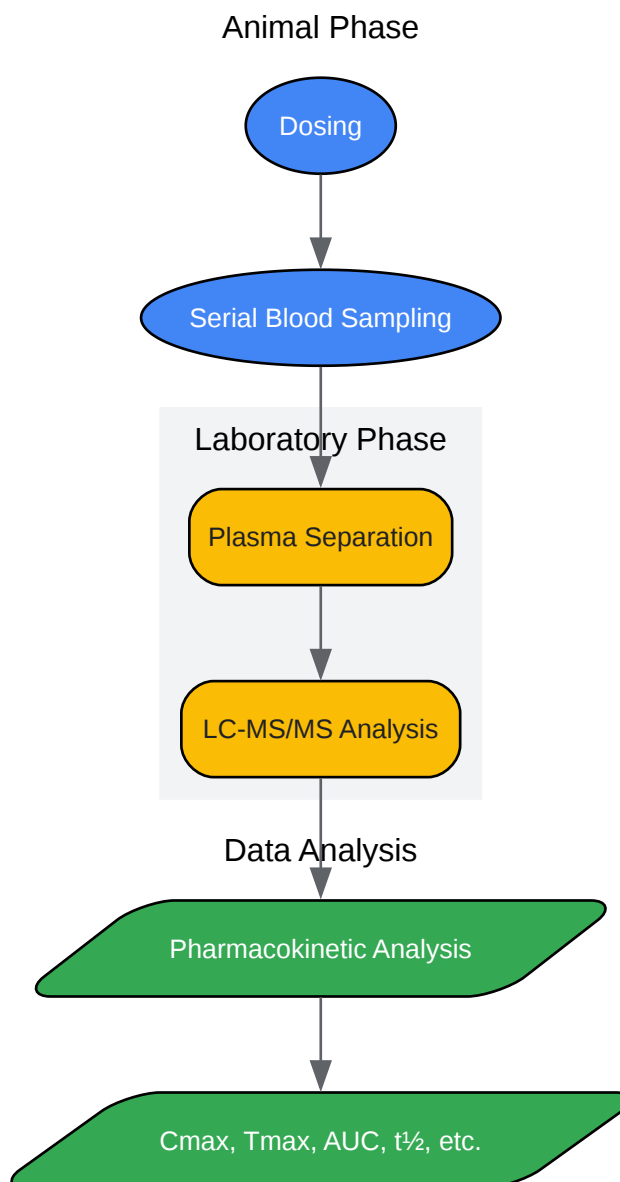 Animal Phase
Dosing
Serial Blood Sampling
Laboratory Phase
Plasma Separation
LC-MS/MS Analysis
Data Analysis
Pharmacokinetic Analysis
Cmax, Tmax, AUC, t½, etc.